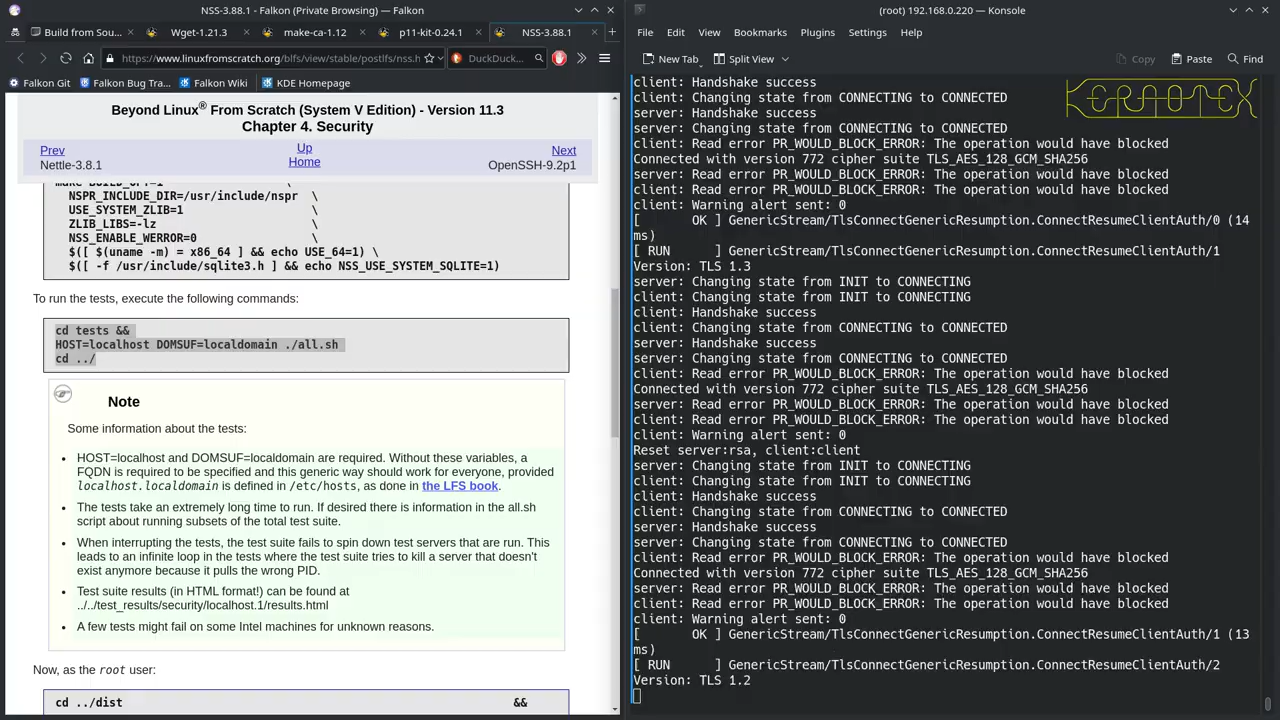 NSS-3.88.1 - Falkon (Private Browsing) — Falkon
Build from Sou...
Wget-1.21.3
make-ca-1.12
p11-kit-0.24.1
NSS-3.88.1
https://www.linuxfromscratch.org/blfs/view/stable/postlfs/nss.h
DuckDuck...
Falkon Git
Falkon Bug Tra...
Falkon Wiki
KDE Homepage
Beyond Linux® From Scratch (System V Edition) - Version 11.3
Chapter 4. Security
Prev
Up
Next
Nettle-3.8.1
Home
OpenSSH-9.2p1
make BUILD_OPT=1 \
NSPR_INCLUDE_DIR=/usr/include/nspr \
USE_SYSTEM_ZLIB=1 \
ZLIB_LIBS=-lz \
NSS_ENABLE_WERROR=0 \
$([ $(uname -m) = x86_64 ] && echo USE_64=1) \
$([ -f /usr/include/sqlite3.h ] && echo NSS_USE_SYSTEM_SQLITE=1)
To run the tests, execute the following commands:
cd tests &&
HOST=localhost DOMSUF=localdomain ./all.sh
cd ../
Note
Some information about the tests:
• HOST=localhost and DOMSUF=localdomain are required. Without these variables, a
FQDN is required to be specified and this generic way should work for everyone, provided
localhost.localdomain is defined in /etc/hosts, as done in the LFS book.
• The tests take an extremely long time to run. If desired there is information in the all.sh
script about running subsets of the total test suite.
• When interrupting the tests, the test suite fails to spin down test servers that are run. This
leads to an infinite loop in the tests where the test suite tries to kill a server that doesn't
exist anymore because it pulls the wrong PID.
• Test suite results (in HTML format!) can be found at
../../test_results/security/localhost.1/results.html
• A few tests might fail on some Intel machines for unknown reasons.
Now, as the root user:
cd ../dist &&
(root) 192.168.0.220 — Konsole
File Edit View Bookmarks Plugins Settings Help
New Tab
Split View
Copy
Paste
Find
KERAOTEX
client: Handshake success
client: Changing state from CONNECTING to CONNECTED
server: Handshake success
server: Changing state from CONNECTING to CONNECTED
client: Read error PR_WOULD_BLOCK_ERROR: The operation would have blocked
Connected with version 772 cipher suite TLS_AES_128_GCM_SHA256
server: Read error PR_WOULD_BLOCK_ERROR: The operation would have blocked
client: Read error PR_WOULD_BLOCK_ERROR: The operation would have blocked
client: Warning alert sent: 0
[       OK ] GenericStream/TlsConnectGenericResumption.ConnectResumeClientAuth/0 (14
ms)
[ RUN      ] GenericStream/TlsConnectGenericResumption.ConnectResumeClientAuth/1
Version: TLS 1.3
server: Changing state from INIT to CONNECTING
client: Changing state from INIT to CONNECTING
client: Handshake success
client: Changing state from CONNECTING to CONNECTED
server: Handshake success
server: Changing state from CONNECTING to CONNECTED
client: Read error PR_WOULD_BLOCK_ERROR: The operation would have blocked
Connected with version 772 cipher suite TLS_AES_128_GCM_SHA256
server: Read error PR_WOULD_BLOCK_ERROR: The operation would have blocked
client: Read error PR_WOULD_BLOCK_ERROR: The operation would have blocked
client: Warning alert sent: 0
Reset server:rsa, client:client
server: Changing state from INIT to CONNECTING
client: Changing state from INIT to CONNECTING
client: Handshake success
client: Changing state from CONNECTING to CONNECTED
server: Handshake success
server: Changing state from CONNECTING to CONNECTED
client: Read error PR_WOULD_BLOCK_ERROR: The operation would have blocked
Connected with version 772 cipher suite TLS_AES_128_GCM_SHA256
server: Read error PR_WOULD_BLOCK_ERROR: The operation would have blocked
client: Read error PR_WOULD_BLOCK_ERROR: The operation would have blocked
client: Warning alert sent: 0
[       OK ] GenericStream/TlsConnectGenericResumption.ConnectResumeClientAuth/1 (13
ms)
[ RUN      ] GenericStream/TlsConnectGenericResumption.ConnectResumeClientAuth/2
Version: TLS 1.2